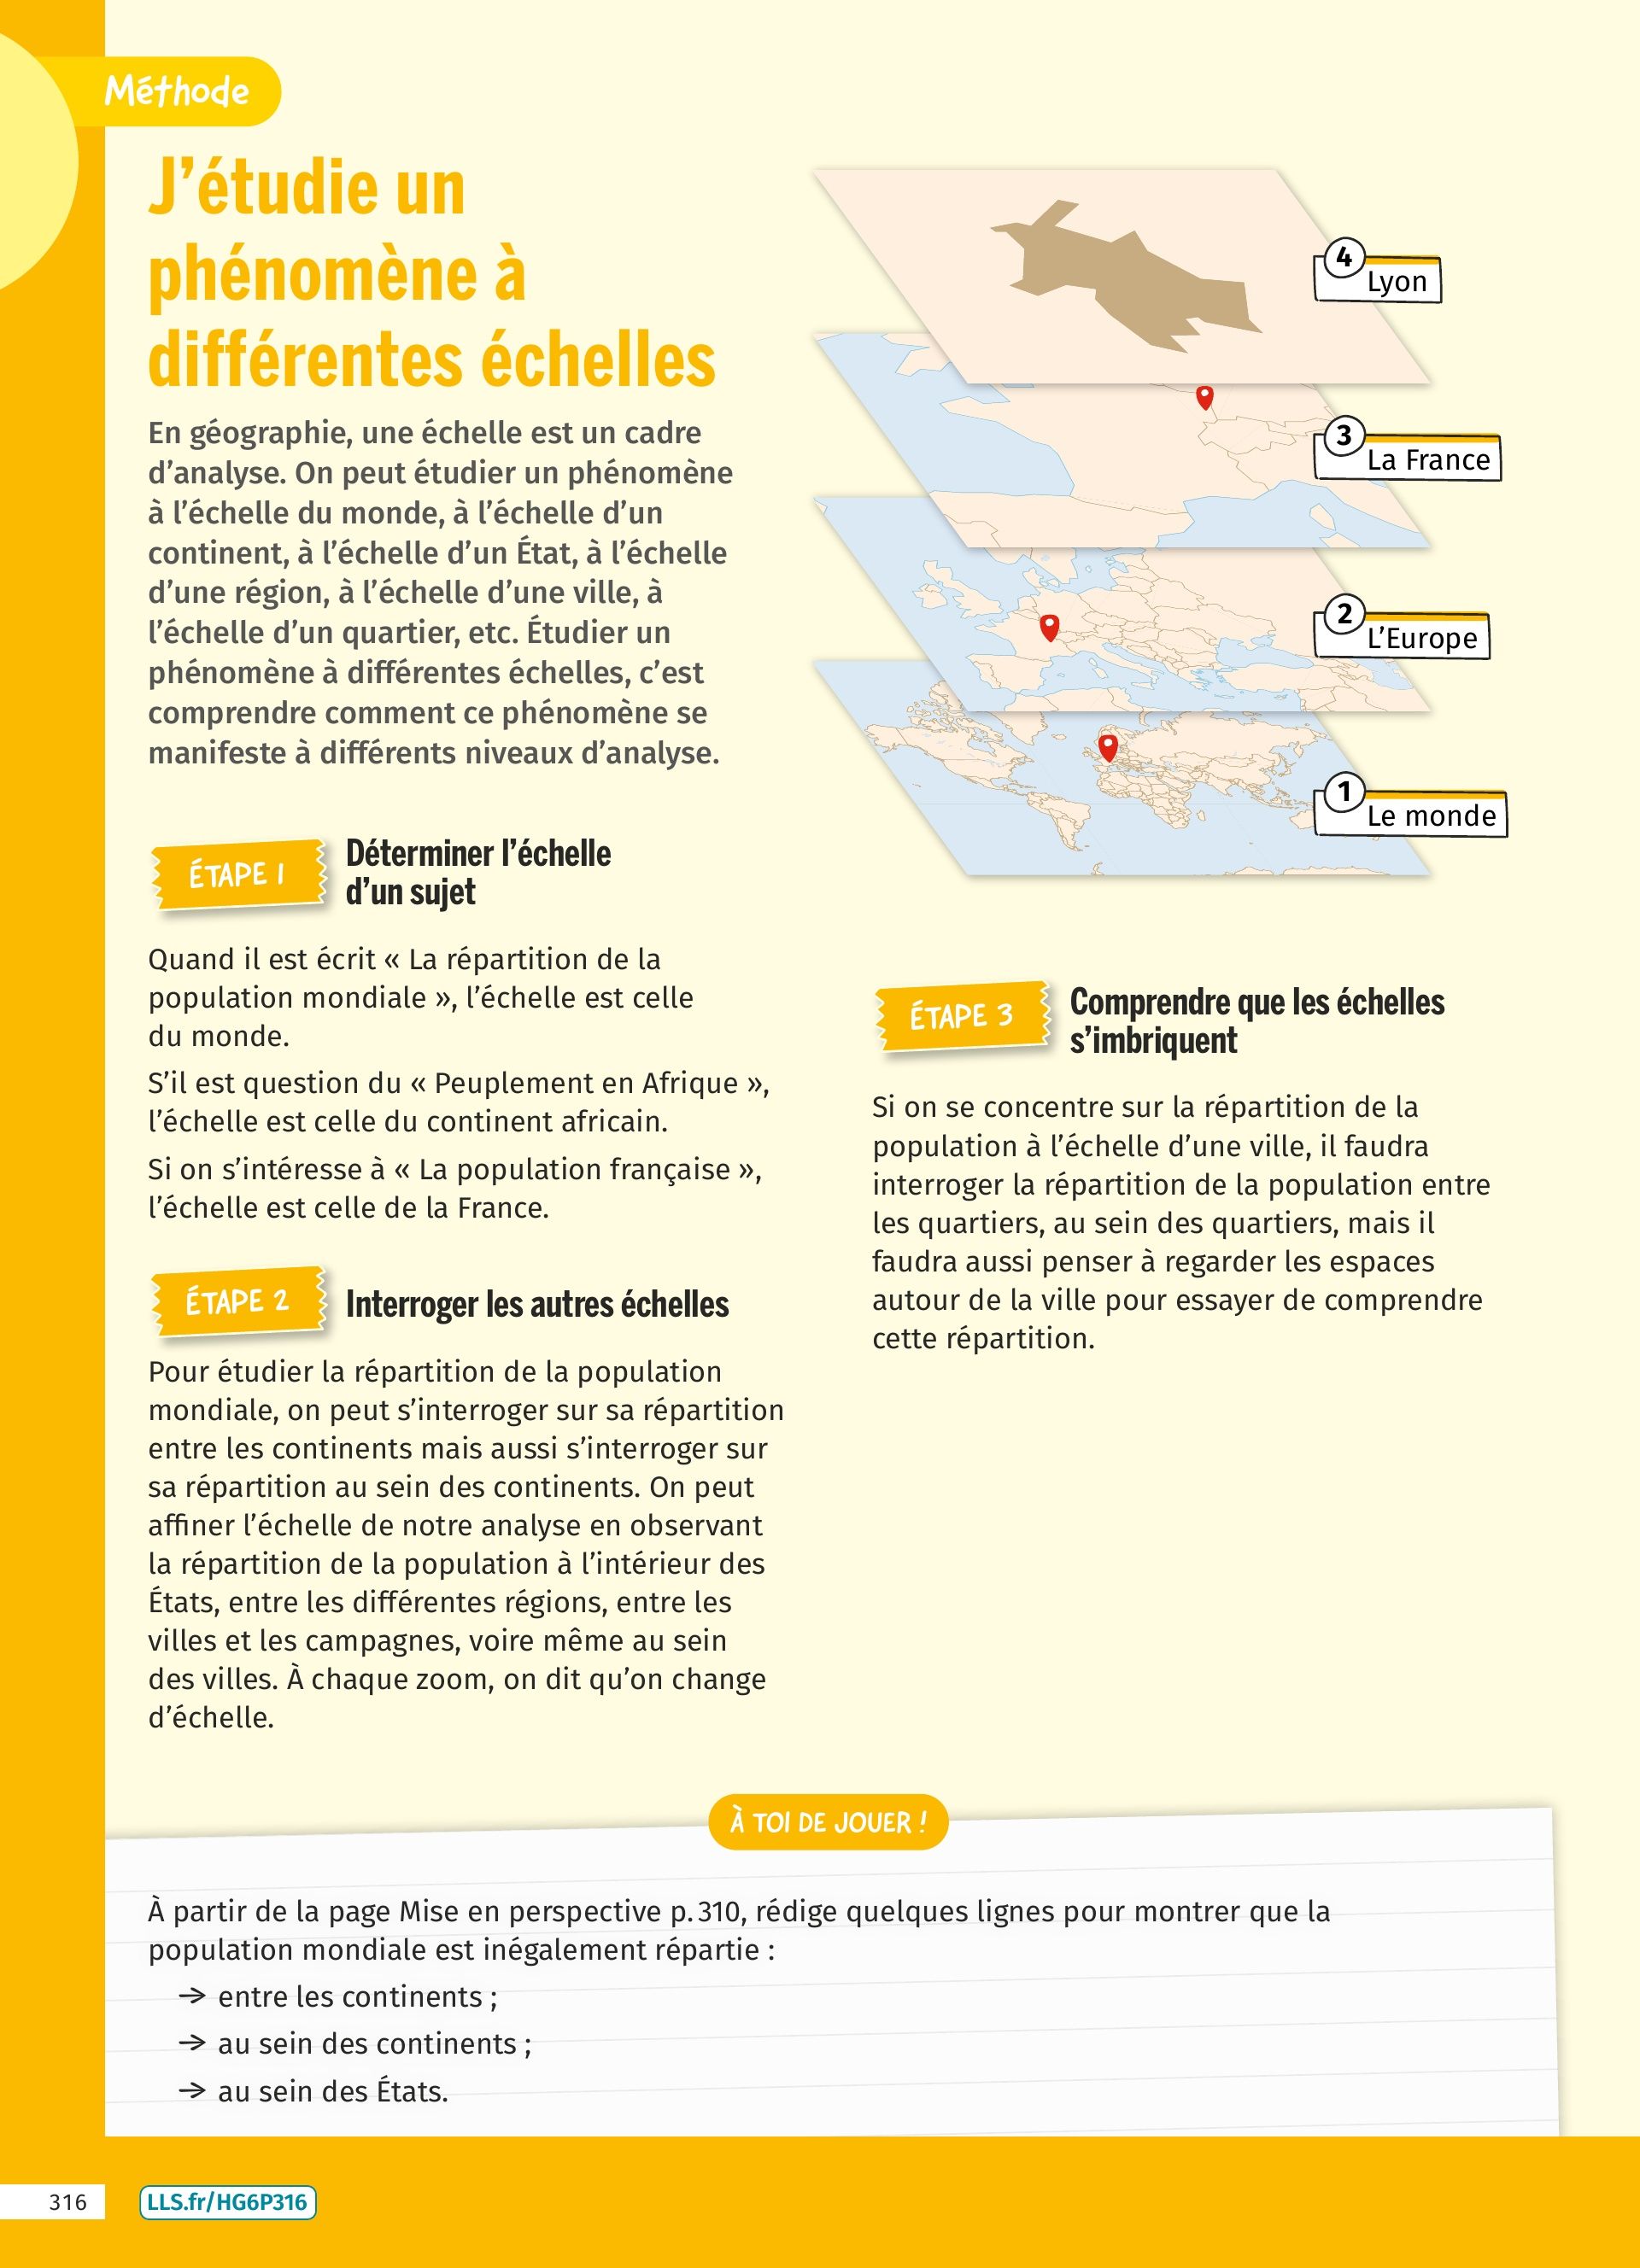 Méthode
J’étudie un
phénomène à
différentes échelles
En géographie, une échelle est un cadre
d’analyse. On peut étudier un phénomène
à l’échelle du monde, à l’échelle d’un
continent, à l’échelle d’un État, à l’échelle
d’une région, à l’échelle d’une ville, à
l’échelle d’un quartier, etc. Étudier un
phénomène à différentes échelles, c’est
comprendre comment ce phénomène se
manifeste à différents niveaux d’analyse.
4
Lyon
3
La France
2
L’Europe
1
Le monde
ÉTAPE 1
Déterminer l’échelle
d’un sujet
Quand il est écrit « La répartition de la
population mondiale », l’échelle est celle
du monde.
S’il est question du « Peuplement en Afrique »,
l’échelle est celle du continent africain.
Si on s’intéresse à « La population française »,
l’échelle est celle de la France.
ÉTAPE 2
Interroger les autres échelles
Pour étudier la répartition de la population
mondiale, on peut s’interroger sur sa répartition
entre les continents mais aussi s’interroger sur
sa répartition au sein des continents. On peut
affiner l’échelle de notre analyse en observant
la répartition de la population à l’intérieur des
États, entre les différentes régions, entre les
villes et les campagnes, voire même au sein
des villes. À chaque zoom, on dit qu’on change
d’échelle.
ÉTAPE 3
Comprendre que les échelles
s’imbriquent
Si on se concentre sur la répartition de la
population à l’échelle d’une ville, il faudra
interroger la répartition de la population entre
les quartiers, au sein des quartiers, mais il
faudra aussi penser à regarder les espaces
autour de la ville pour essayer de comprendre
cette répartition.
À TOI DE JOUER !
À partir de la page Mise en perspective p. 310, rédige quelques lignes pour montrer que la
population mondiale est inégalement répartie :
→ entre les continents ;
→ au sein des continents ;
→ au sein des États.
316
LLS.fr/HG6P316